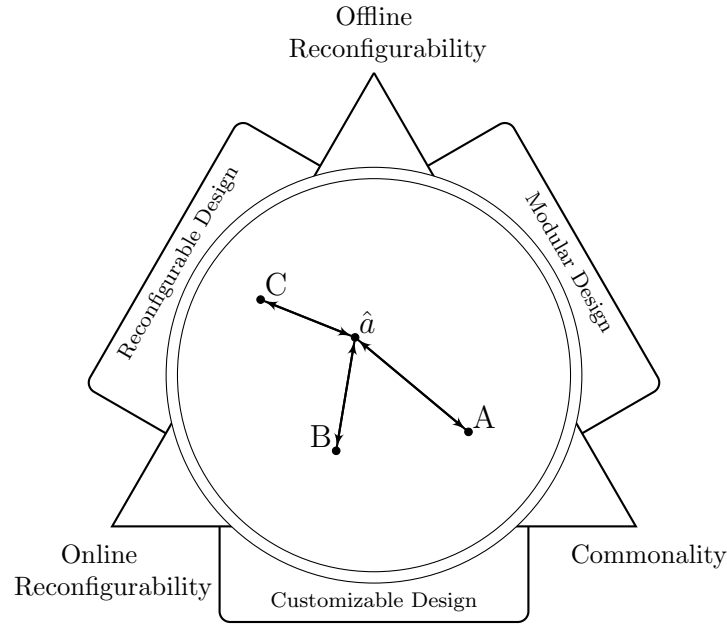 Offline
Reconfigurability
Reconfigurable Design
Modular Design
C
â
A
B
Online
Reconfigurability
Commonality
Customizable Design